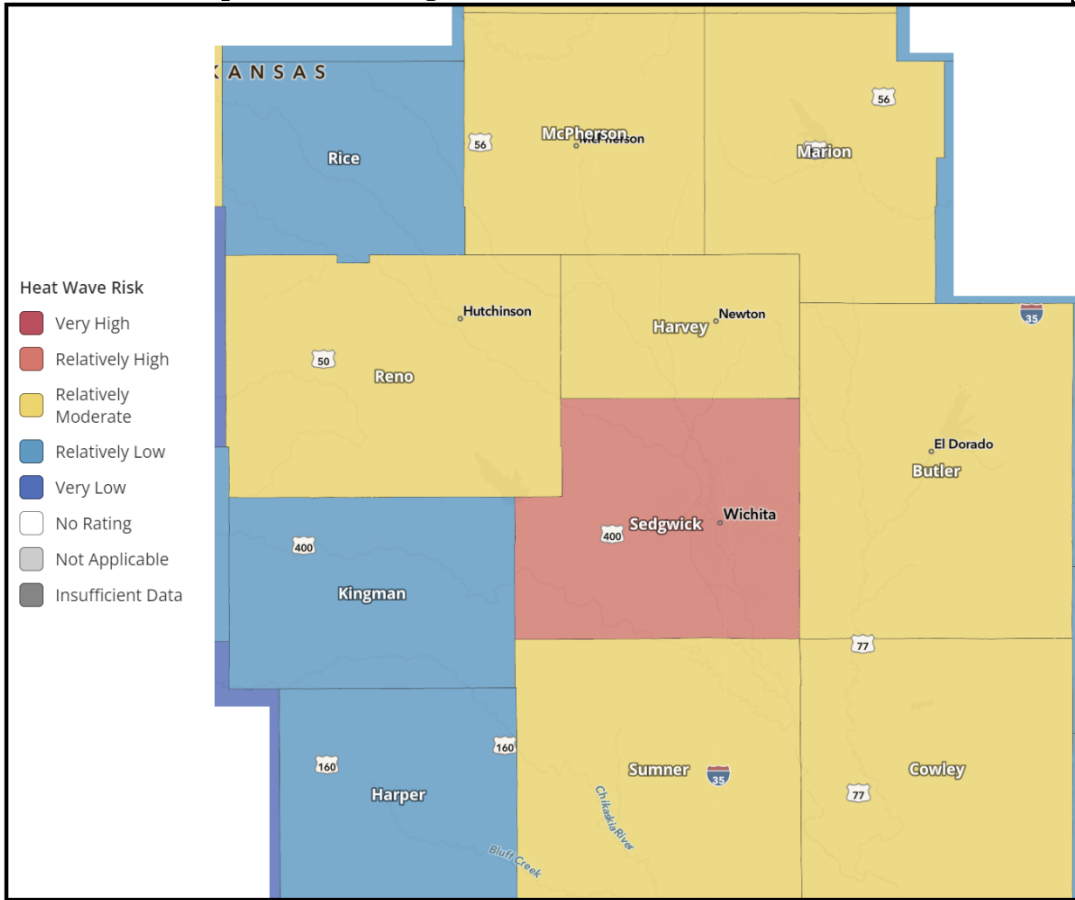 KANSAS
56
McPherson
McPherson
56
Marion
Rice
Heat Wave Risk
Very High
Relatively High
Relatively
Moderate
Relatively Low
Very Low
No Rating
Not Applicable
Insufficient Data
Hutchinson
Newton
Harvey
35
50
Reno
El Dorado
Butler
Wichita
Sedgwick
400
400
Kingman
77
160
160
Harper
Sumner
35
Cowley
77
Chikaskia River
Bluff Creek